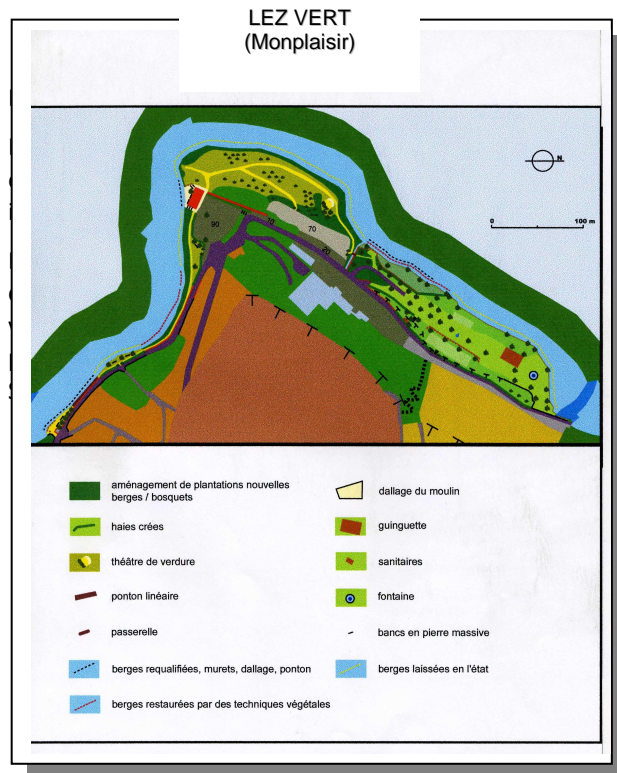 LEZ VERT
(Monplaisir)
N
0 100 m
90
10
70
20
aménagement de plantations nouvelles
berges / bosquets
haies crées
théâtre de verdure
ponton linéaire
passerelle
berges requalifiées, murets, dallage, ponton
berges restaurées par des techniques végétales
dallage du moulin
guinguette
sanitaires
fontaine
bancs en pierre massive
berges laissées en l'état